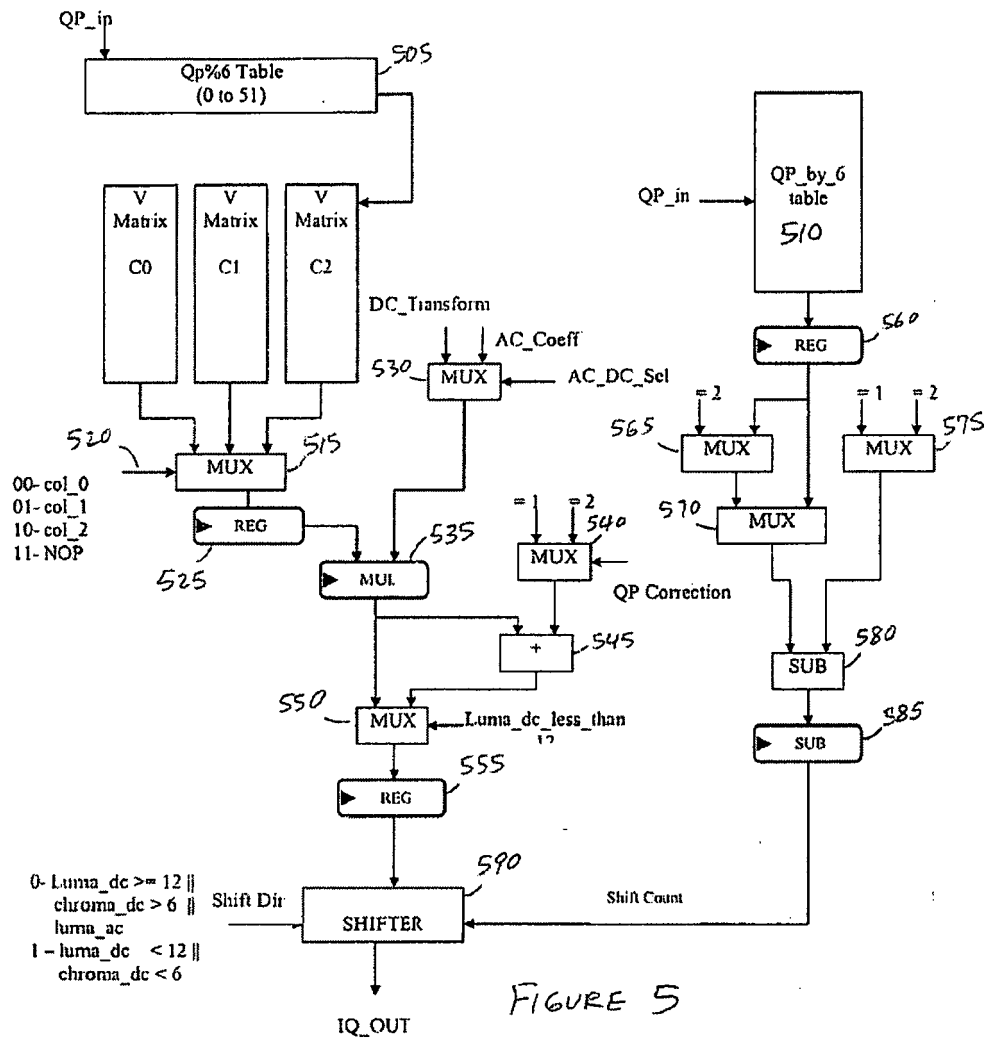 QP_in
505
Qp%6 Table
(0 to 51)
V
Matrix
C0
V
Matrix
C1
V
Matrix
C2
QP_in
QP_by_6
table
510
DC_Transform
AC_Coeff
530
MUX
AC_DC_Sel
560
REG
= 2
= 1
= 2
565
MUX
MUX
575
520
MUX
515
00- col_0
01- col_1
10- col_2
11- NOP
REG
525
570
MUX
535
MUL
= 1
= 2
540
MUX
QP Correction
+
545
580
SUB
550
MUX
Luma_dc_less_than
12
585
SUB
555
REG
590
0- Luma_dc >= 12 ||
chroma_dc > 6 ||
luma_ac
1 – luma_dc < 12 ||
chroma_dc < 6
Shift Dir
SHIFTER
Shift Count
IQ_OUT
FIGURE 5